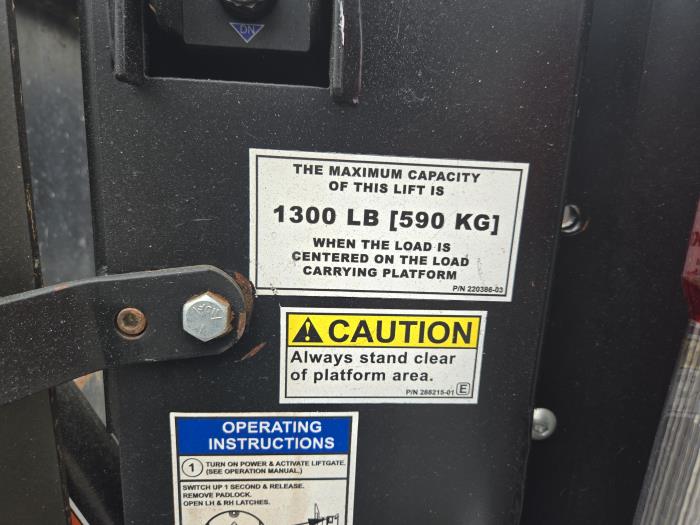 DN
THE MAXIMUM CAPACITY
OF THIS LIFT IS
1300 LB [590 KG]
WHEN THE LOAD IS
CENTERED ON THE LOAD
CARRYING PLATFORM
P/N 220386-03
CAUTION
Always stand clear
of platform area.
P/N 288215-01 E
OPERATING
INSTRUCTIONS
1 TURN ON POWER & ACTIVATE LIFTGATE.
(SEE OPERATION MANUAL.)
SWITCH UP 1 SECOND & RELEASE.
REMOVE PADLOCK.
OPEN LH & RH LATCHES.